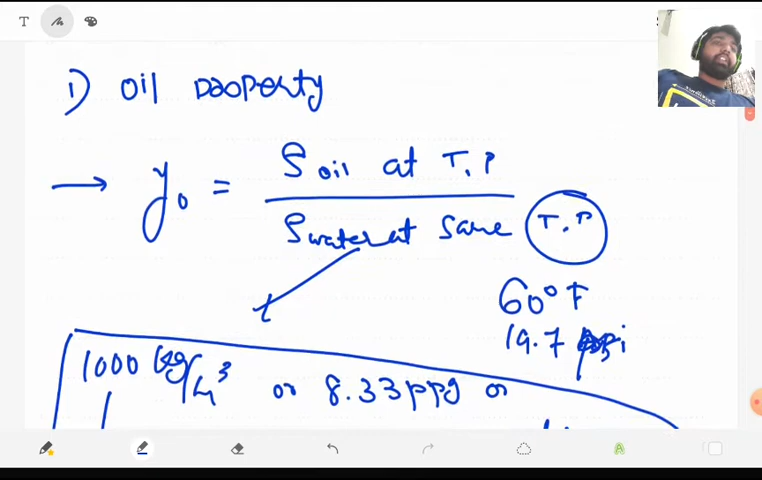 1) oil property
→ γo = ρoil at T.P
ρwater at same T.P
60°F
19.7 psi
1000 kg/m³ or 8.33 ppg or